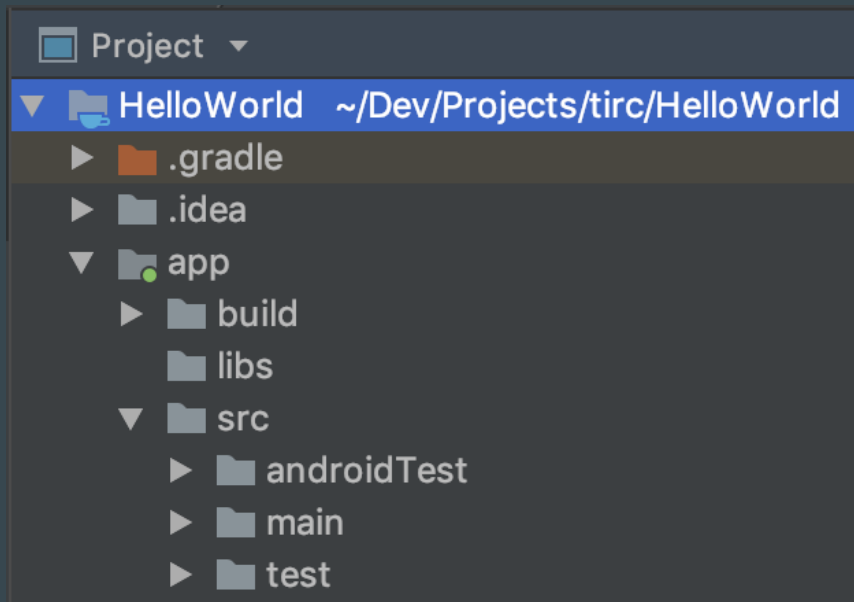 Project
HelloWorld ~/Dev/Projects/tirc/HelloWorld
.gradle
.idea
app
build
libs
src
androidTest
main
test